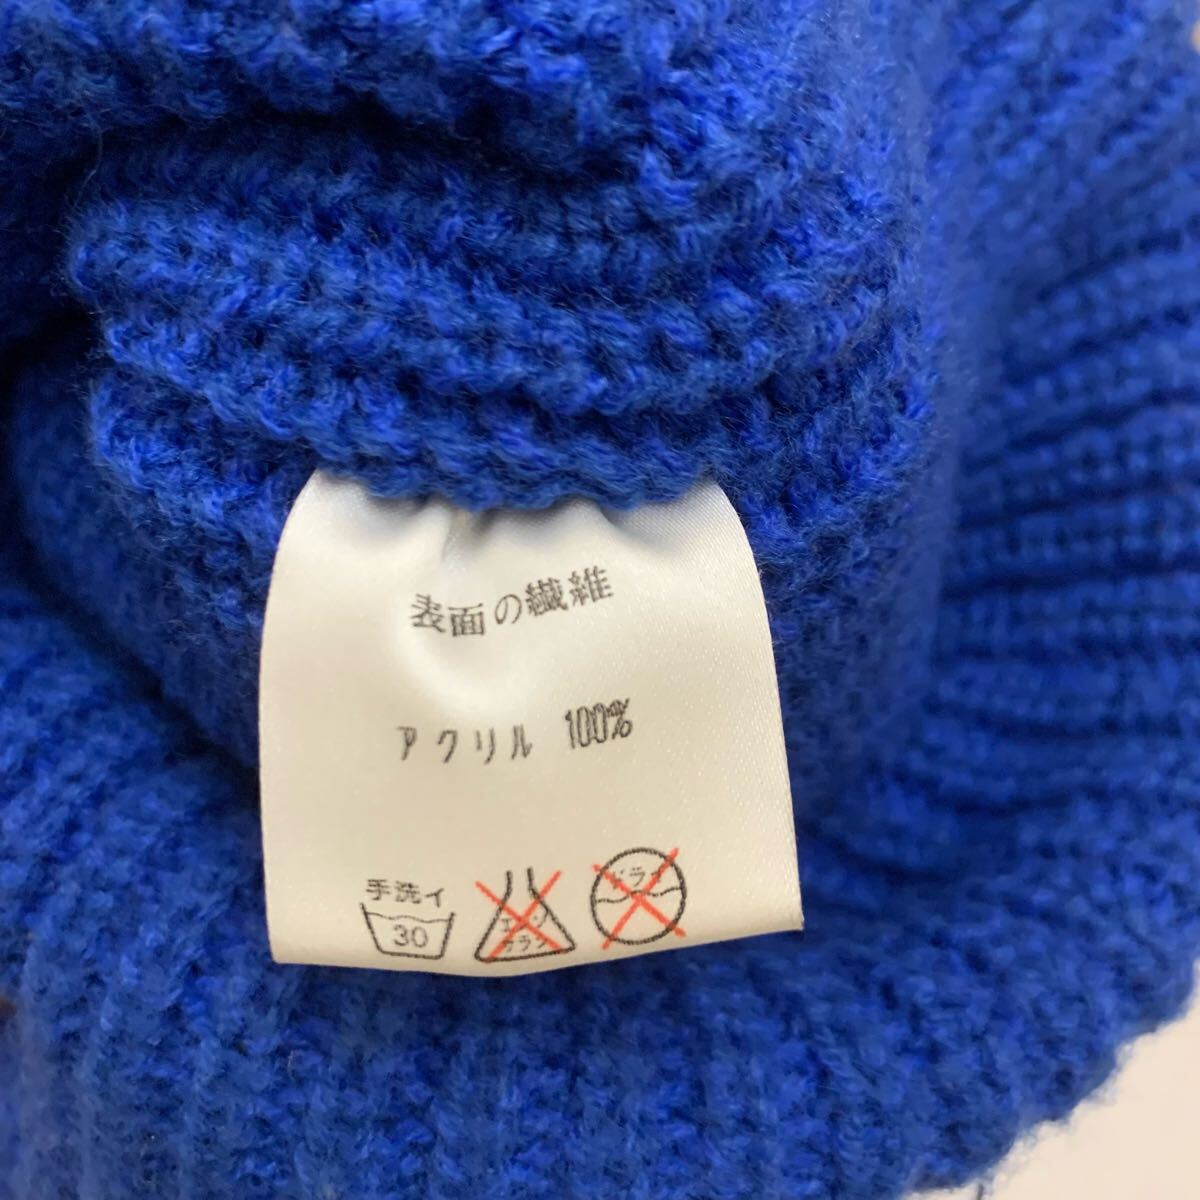 表面の繊維
アクリル 100%
手洗イ
30
エンソ
サラシ
ドライ